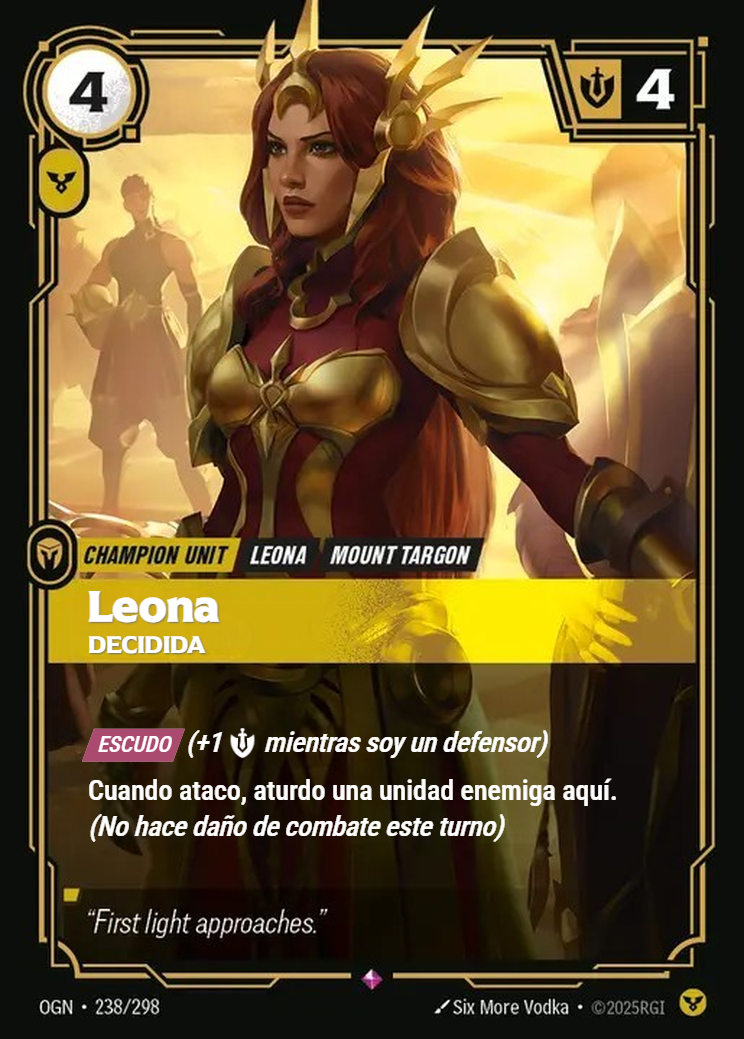 4
4
CHAMPION UNIT LEONA MOUNT TARGON
Leona
DECIDIDA
ESCUDO (+1 mientras soy un defensor)
Cuando ataco, aturdo una unidad enemiga aquí.
(No hace daño de combate este turno)
“First light approaches.”
OGN • 238/298 Six More Vodka • ©2025RGI